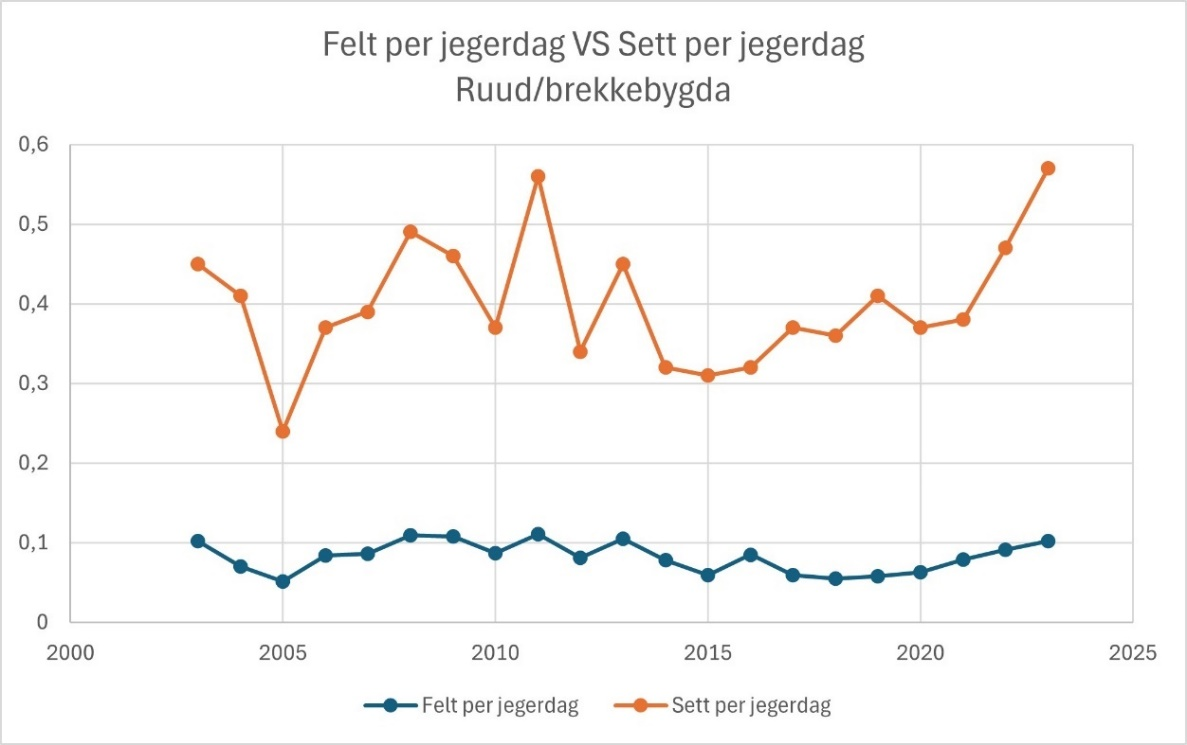 Felt per jegerdag VS Sett per jegerdag
Ruud/brekkebygda
0,6
0,5
0,4
0,3
0,2
0,1
0
2000 2005 2010 2015 2020 2025
Felt per jegerdag Sett per jegerdag